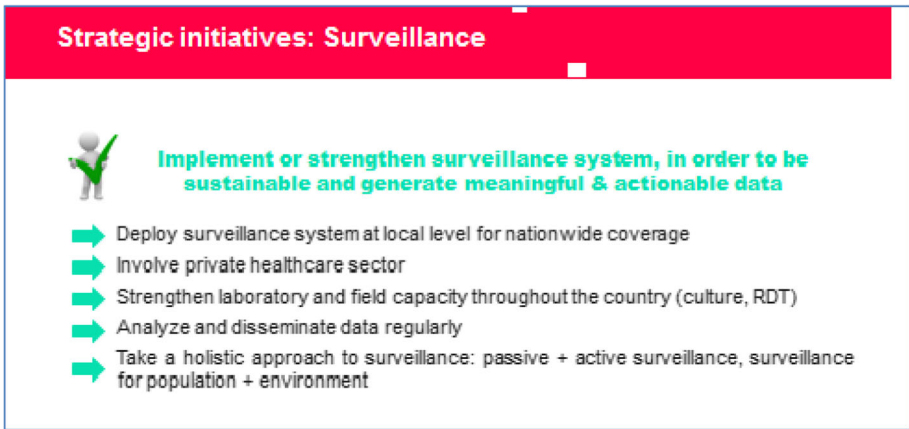 Strategic initiatives: Surveillance
Implement or strengthen surveillance system, in order to be
sustainable and generate meaningful & actionable data
Deploy surveillance system at local level for nationwide coverage
Involve private healthcare sector
Strengthen laboratory and field capacity throughout the country (culture, RDT)
Analyze and disseminate data regularly
Take a holistic approach to surveillance: passive + active surveillance, surveillance
for population + environment